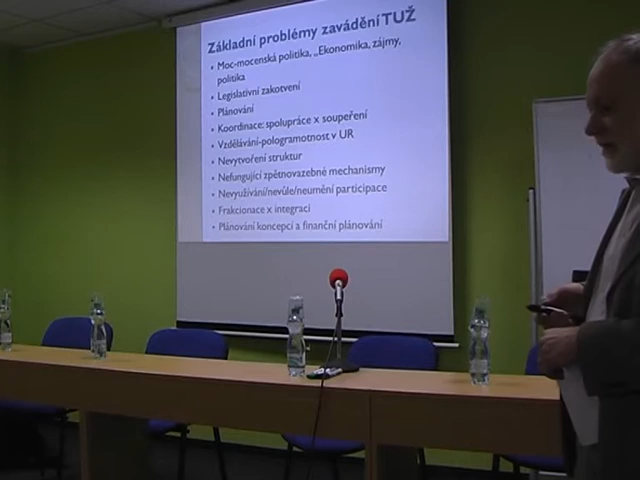 Základní problémy zavádění TUŽ
• Moc-mocenská politika, „Ekonomika, zájmy,
politika
• Legislativní zakotvení
• Plánování
• Koordinace: spolupráce x soupeření
• Vzdělávání-pologramotnost v UR
• Nevytvoření struktur
• Nefungující zpětnovazebné mechanismy
• Nevyužívání/nevůle/neumění participace
• Frakcionace x integraci
• Plánování koncepcí a finanční plánování